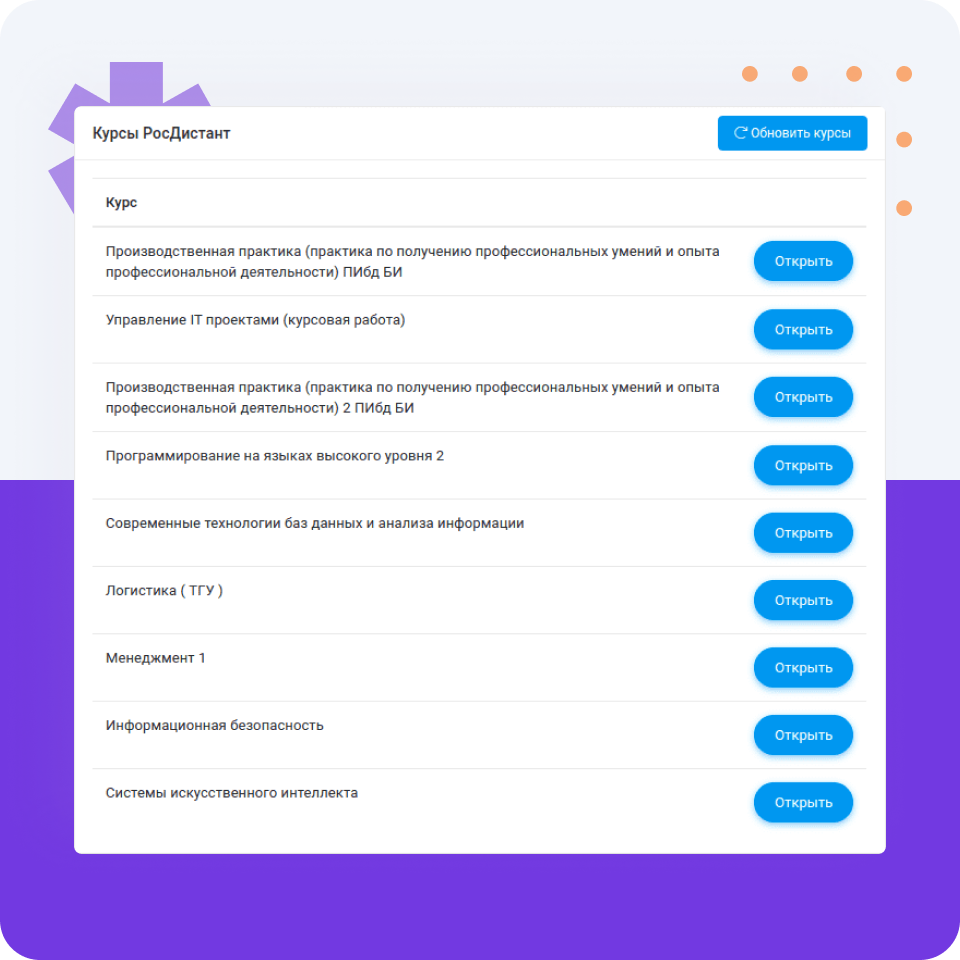 Курсы РосДистант
Обновить курсы
Курс
Производственная практика (практика по получению профессиональных умений и опыта
профессиональной деятельности) ПИбд БИ
Открыть
Управление IT проектами (курсовая работа)
Открыть
Производственная практика (практика по получению профессиональных умений и опыта
профессиональной деятельности) 2 ПИбд БИ
Открыть
Программирование на языках высокого уровня 2
Открыть
Современные технологии баз данных и анализа информации
Открыть
Логистика ( ТГУ )
Открыть
Менеджмент 1
Открыть
Информационная безопасность
Открыть
Системы искусственного интеллекта
Открыть